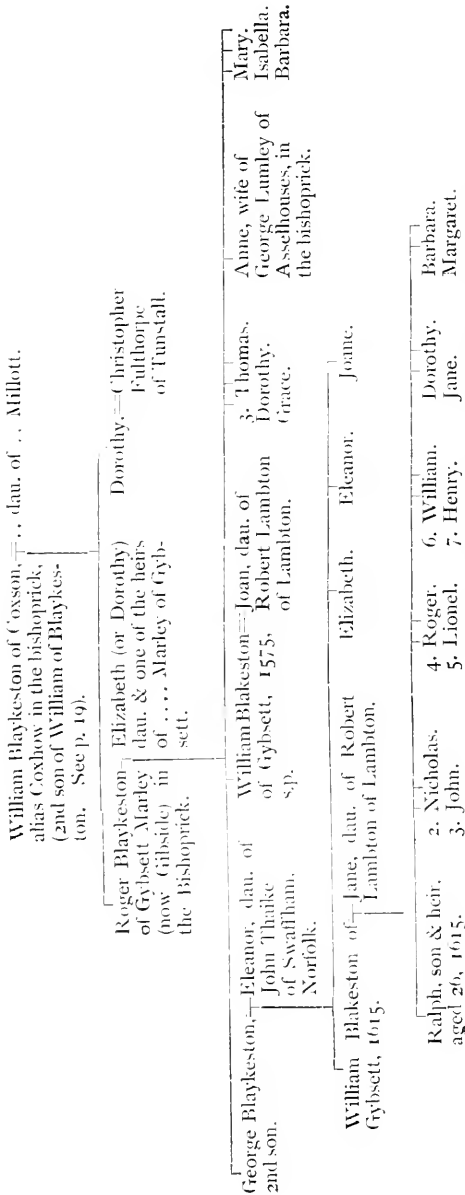 William Blaykeston of Coxson,=.. dau. of .. Millott.
alias Coxhow in the bishoprick,
(2nd son of William of Blaykes-
ton. See p. 19).
Roger Blaykeston
of Gybsett Marley
(now Gibside) in
the Bishoprick.
Elizabeth (or Dorothy)
dau. & one of the heirs
of .... Marley of Gyb-
sett.
Dorothy.=Christopher
Fulthorpe
of Tunstall.
George Blaykeston,=
2nd son.
Eleanor, dau. of
John Thaike
of Swaffham.
Norfolk.
William Blakeston=
of Gybsett, 1575,
s.p.
Joan, dau. of
Robert Lambton
of Lambton.
3. Thomas.
Dorothy.
Grace.
Anne, wife of
George Lumley of
Asselhouses, in
the bishoprick.
Mary.
Isabella.
Barbara.
William Blakeston of=
Gybsett, 1615.
Jane, dau. of Robert
Lambton of Lambton.
Elizabeth.
Eleanor.
Joane.
Ralph, son & heir.
aged 26, 1615.
2. Nicholas.
3. John.
4. Roger.
5. Lionel.
6. William.
7. Henry.
Dorothy.
Jane.
Barbara.
Margaret.